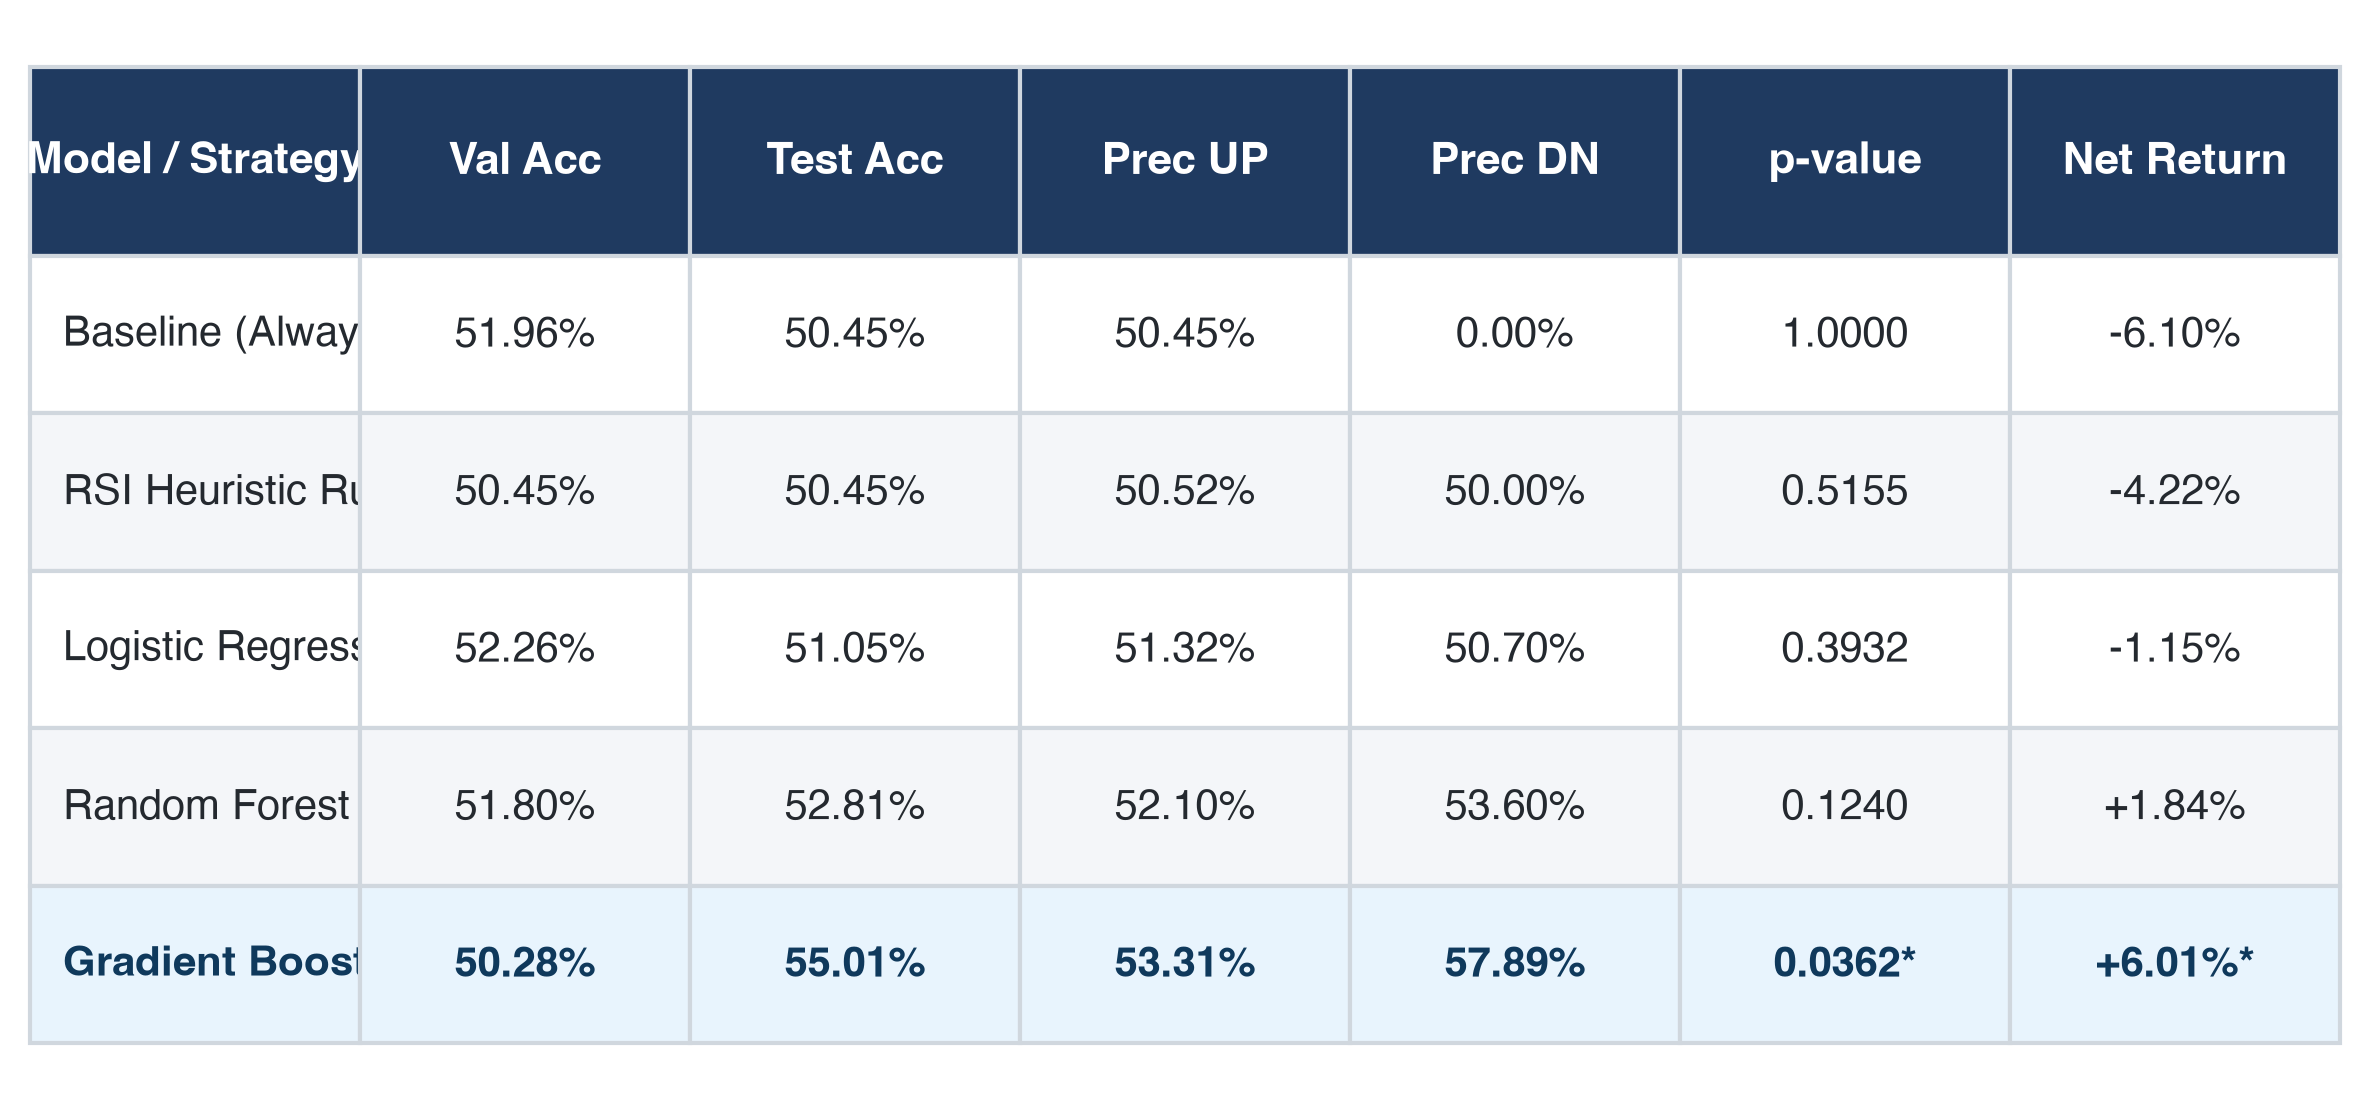 Model / Strategy Val Acc Test Acc Prec UP Prec DN p-value Net Return
Baseline (Alway 51.96% 50.45% 50.45% 0.00% 1.0000 -6.10%
RSI Heuristic Ru 50.45% 50.45% 50.52% 50.00% 0.5155 -4.22%
Logistic Regress 52.26% 51.05% 51.32% 50.70% 0.3932 -1.15%
Random Forest 51.80% 52.81% 52.10% 53.60% 0.1240 +1.84%
Gradient Boost 50.28% 55.01% 53.31% 57.89% 0.0362* +6.01%*